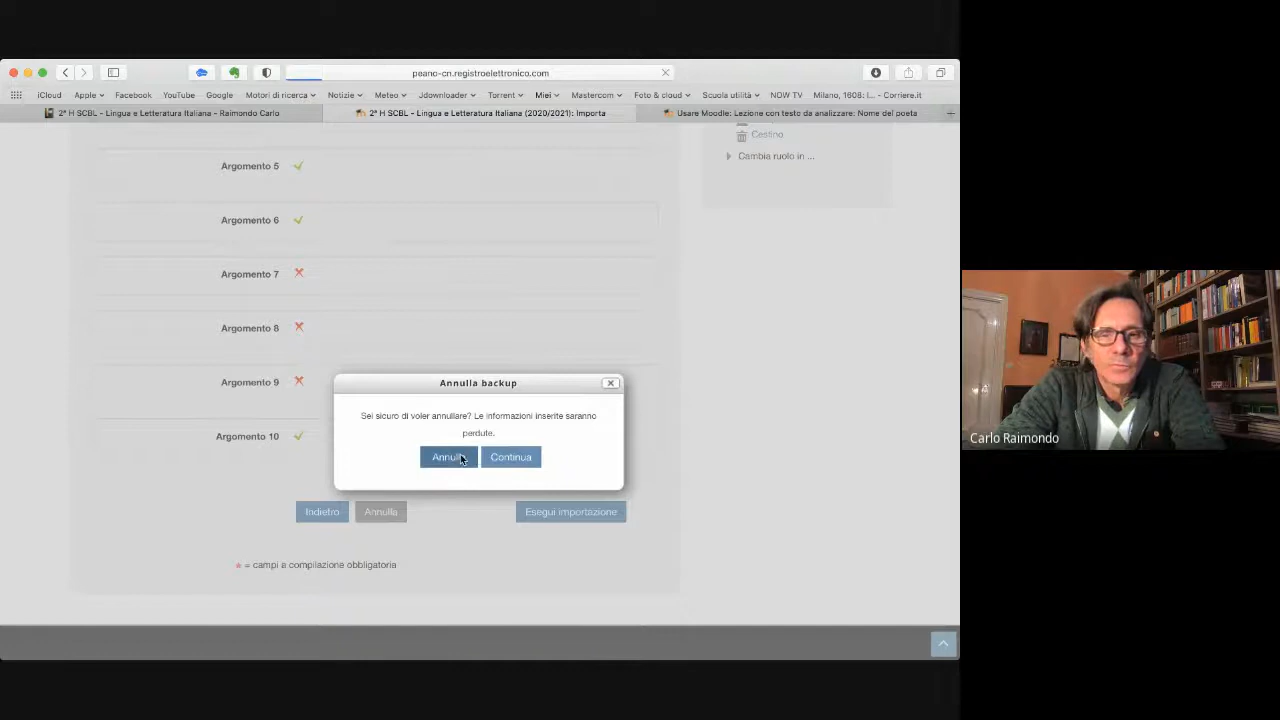 peano-cn.registroelettronico.com
iCloud Apple Facebook YouTube Google Motori di ricerca Notizie Meteo Jdownloader Torrent Miei Mastercom Foto & cloud Scuola utilità NOW TV Milano, 1608: I... - Corriere.it
2ª H SCBL - Lingua e Letteratura Italiana - Raimondo Carlo
2ª H SCBL - Lingua e Letteratura Italiana (2020/2021): Importa
Usare Moodle: Lezione con testo da analizzare: Nome del poeta
Cestino
Cambia ruolo in ...
Argomento 5
Argomento 6
Argomento 7
Argomento 8
Argomento 9
Argomento 10
Annulla backup
Sei sicuro di voler annullare? Le informazioni inserite saranno
perdute.
Annulla Continua
Indietro Annulla Esegui importazione
* = campi a compilazione obbligatoria
Carlo Raimondo